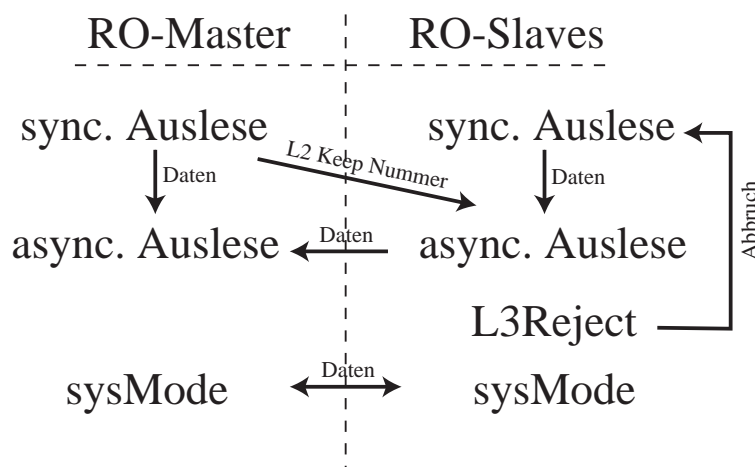 RO-Master
RO-Slaves
sync. Auslese
sync. Auslese
L2 Keep Nummer
Daten
Daten
Abbruch
async. Auslese
Daten
async. Auslese
L3Reject
sysMode
Daten
sysMode